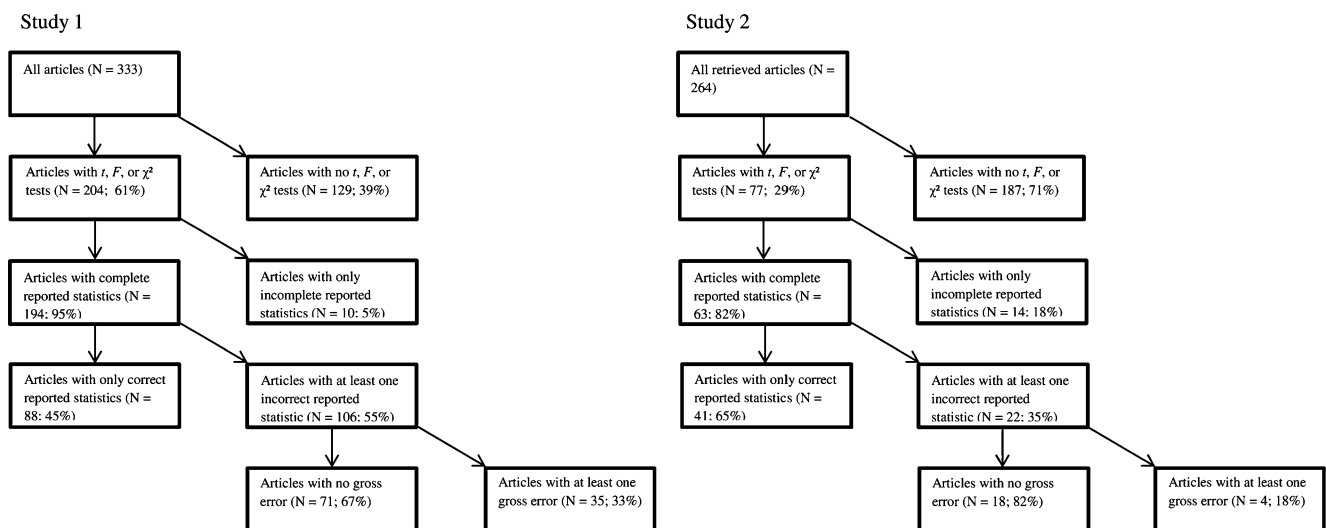 Study 1
All articles (N = 333)
Articles with t, F, or χ²
tests (N = 204;  61%)
Articles with no t, F, or
χ² tests (N = 129; 39%)
Articles with complete
reported statistics (N =
194; 95%)
Articles with only
incomplete reported
statistics (N = 10; 5%)
Articles with only correct
reported statistics (N =
88; 45%)
Articles with at least one
incorrect reported
statistic (N = 106; 55%)
Articles with no gross
error (N = 71; 67%)
Articles with at least one
gross error (N = 35; 33%)
Study 2
All retrieved articles (N =
264)
Articles with t, F, or χ²
tests (N = 77;  29%)
Articles with no t, F, or
χ² tests (N = 187; 71%)
Articles with complete
reported statistics (N =
63; 82%)
Articles with only
incomplete reported
statistics (N = 14; 18%)
Articles with only correct
reported statistics (N =
41; 65%)
Articles with at least one
incorrect reported
statistic (N = 22; 35%)
Articles with no gross
error (N = 18; 82%)
Articles with at least one
gross error (N = 4; 18%)